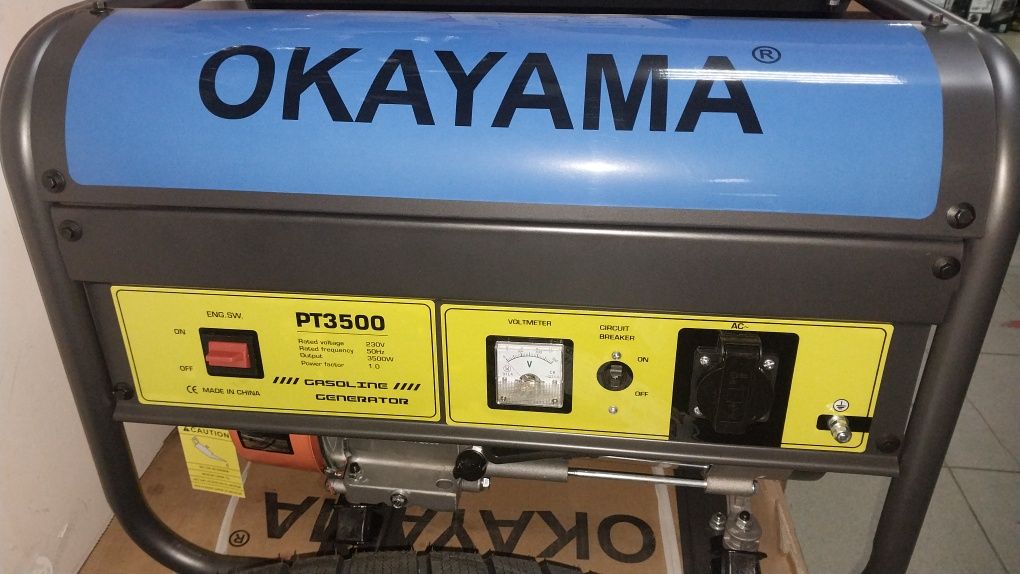 OKAYAMA®
ENG.SW.
ON
OFF
CE MADE IN CHINA
PT3500
Rated voltage 230V
Rated frequency 50Hz
Output 3500W
Power factor 1.0
GASOLINE
GENERATOR
VOLTMETER
V
CIRCUIT
BREAKER
ON
OFF
AC~
CAUTION
OKAYAMA®
OKAYAMA